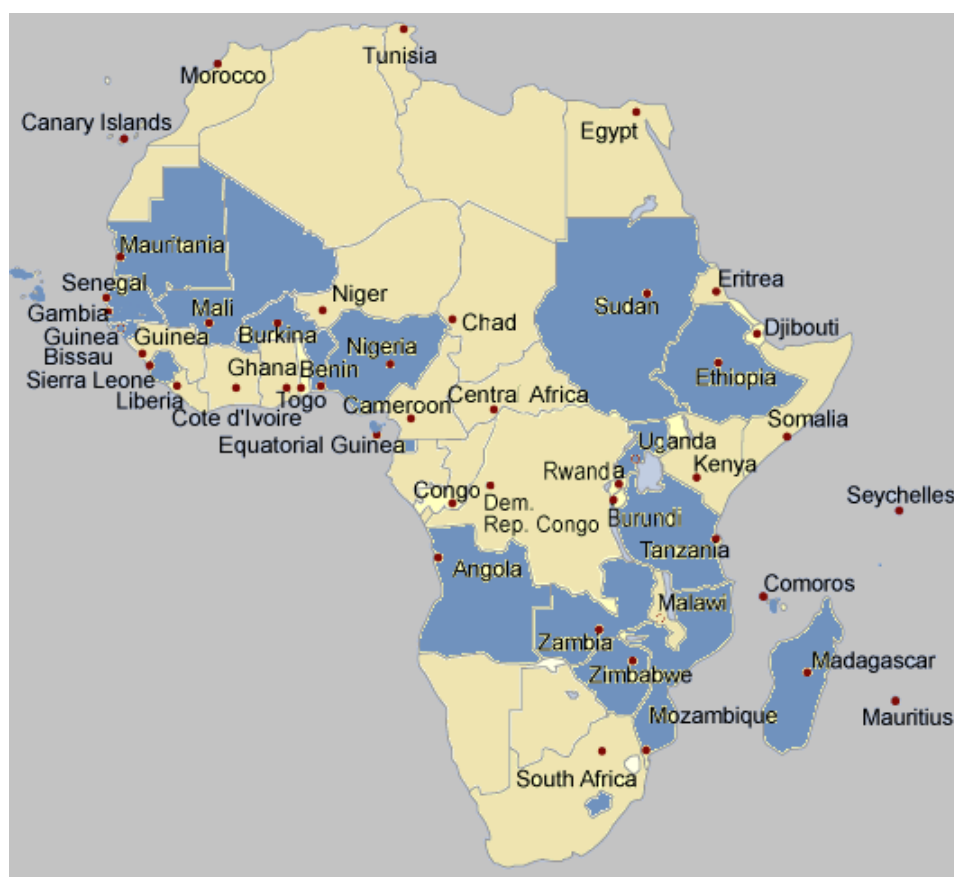 Tunisia
Morocco
Canary Islands
Egypt
Mauritania
Senegal
Eritrea
Niger
Sudan
Mali
Gambia
Chad
Djibouti
Guinea
Bissau
Guinea
Burkina
Nigeria
Ghana
Benin
Sierra Leone
Ethiopia
Liberia
Togo
Cameroon
Central Africa
Cote d'Ivoire
Somalia
Equatorial Guinea
Uganda
Rwanda
Kenya
Congo
Seychelles
Dem.
Rep. Congo
Burundi
Tanzania
Angola
Comoros
Malawi
Zambia
Madagascar
Zimbabwe
Mozambique
Mauritius
South Africa